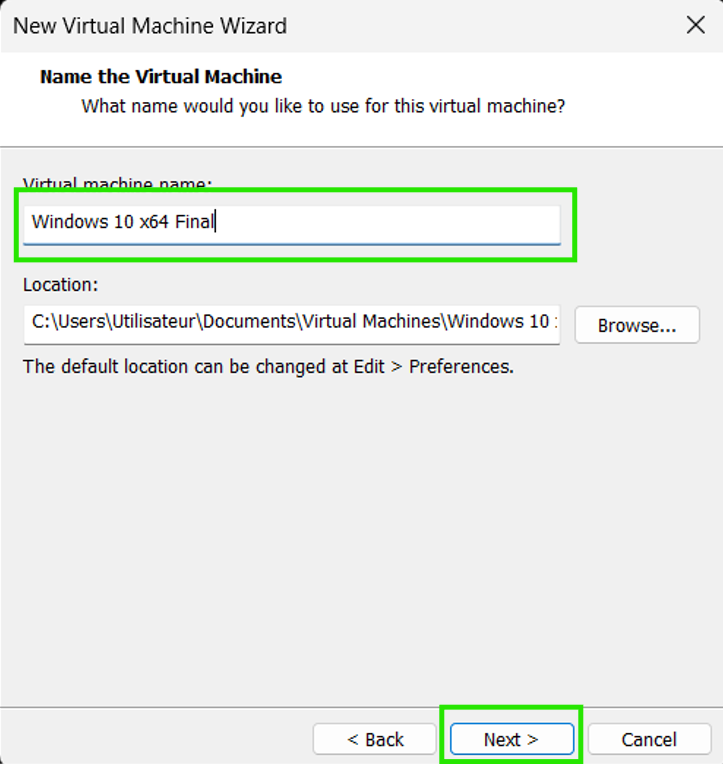 New Virtual Machine Wizard
Name the Virtual Machine
What name would you like to use for this virtual machine?
Virtual machine name:
Windows 10 x64 Final
Location:
C:\Users\Utilisateur\Documents\Virtual Machines\Windows 10
Browse...
The default location can be changed at Edit > Preferences.
< Back
Next >
Cancel